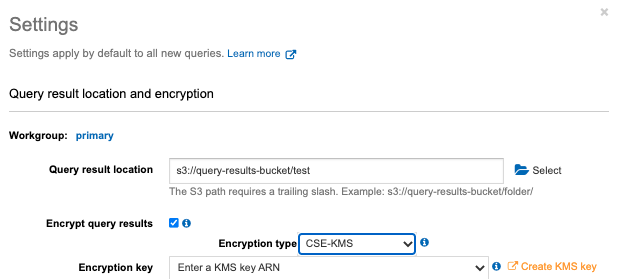 Settings
Settings apply by default to all new queries. Learn more
Query result location and encryption
Workgroup: primary
Query result location s3://query-results-bucket/test Select
The S3 path requires a trailing slash. Example: s3://query-results-bucket/folder/
Encrypt query results
Encryption type CSE-KMS
Encryption key Enter a KMS key ARN Create KMS key